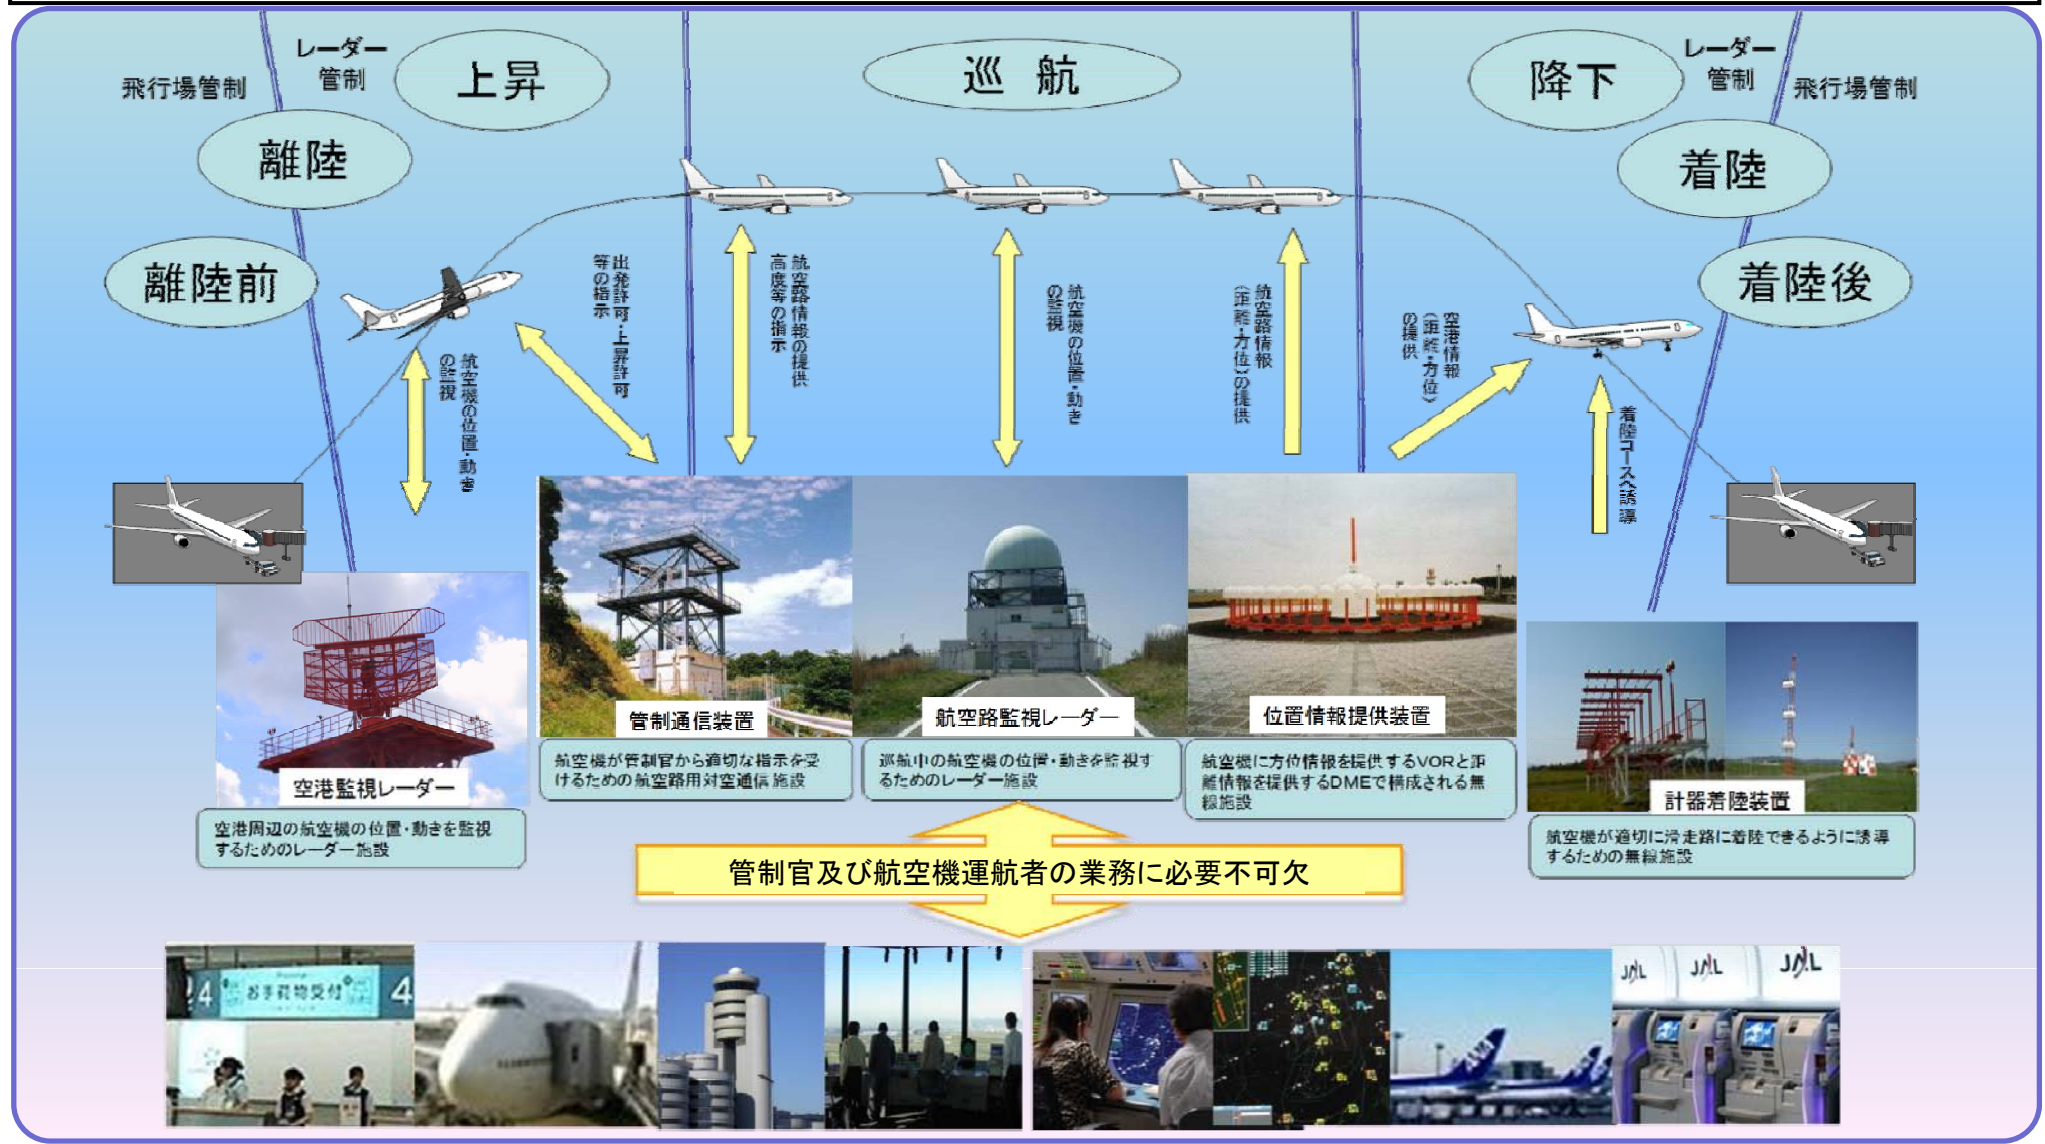 飛行場管制
レーダー
管制
上昇
巡 航
降下
レーダー
管制
飛行場管制
離陸
着陸
離陸前
着陸後
航空機の位置・動き
の監視
出発許可・上昇許可
等の指示
航空路情報の提供
高度等の指示
航空機の位置・動き
の監視
航空路情報
(距離・方位)の提供
空港情報
(距離・方位)
の提供
着陸コースへ誘導
空港監視レーダー
空港周辺の航空機の位置・動きを監視
するためのレーダー施設
管制通信装置
航空機が管制官から適切な指示を受
けるための航空路用対空通信施設
航空路監視レーダー
巡航中の航空機の位置・動きを監視す
るためのレーダー施設
位置情報提供装置
航空機に方位情報を提供するVORと距
離情報を提供するDMEで構成される無
線施設
計器着陸装置
航空機が適切に滑走路に着陸できるように誘導
するための無線施設
管制官及び航空機運航者の業務に必要不可欠
24
お手荷物受付
4
ANA
JAL
JAL
JAL